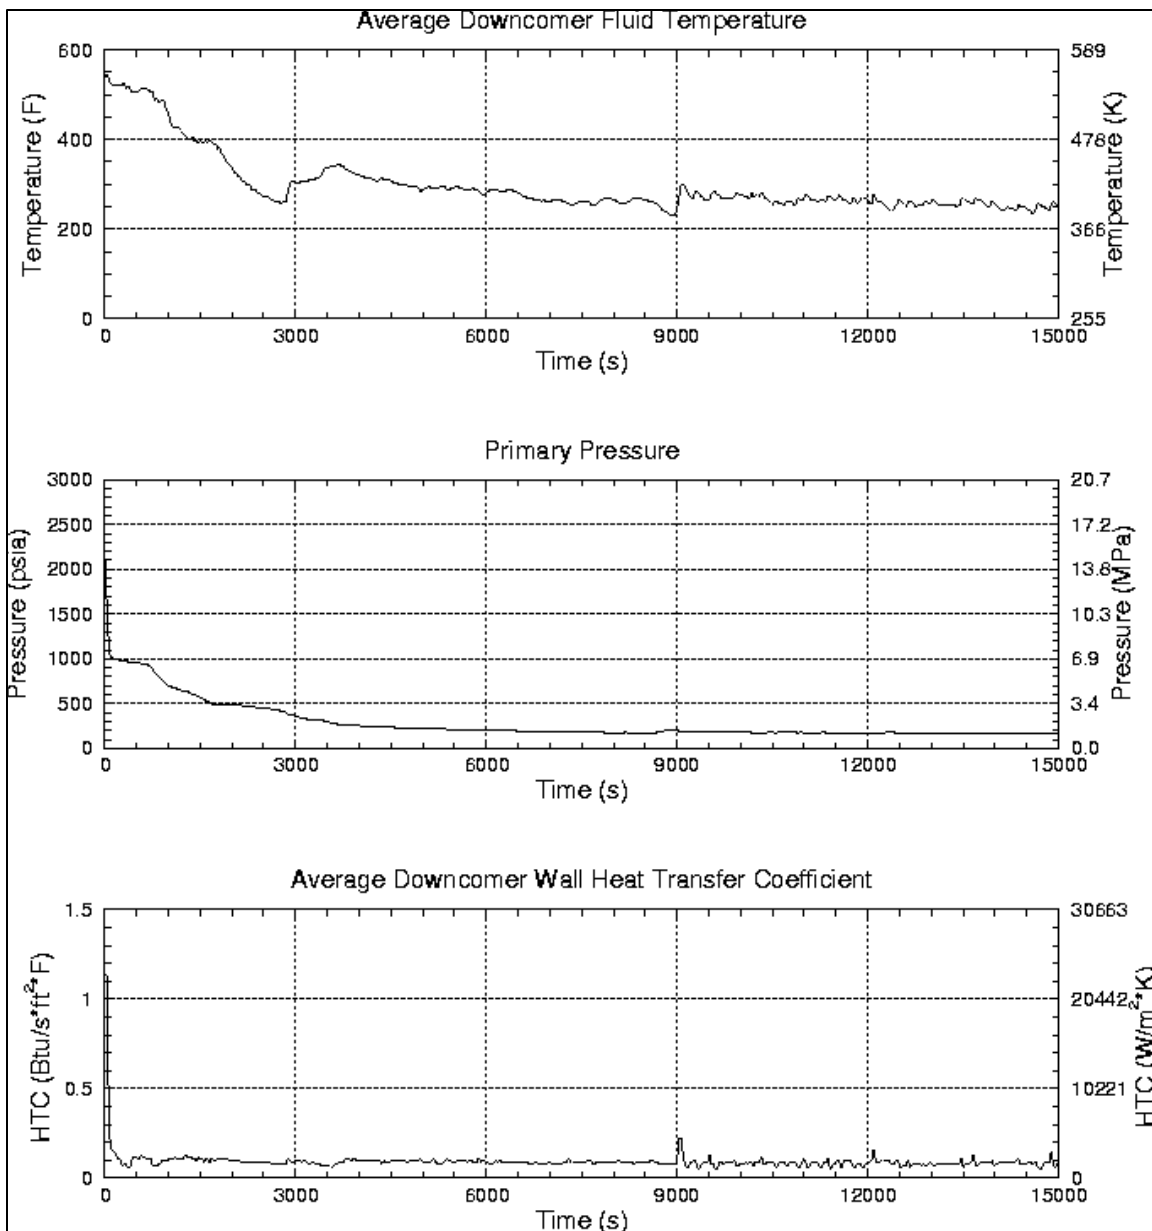 Average Downcomer Fluid Temperature
600 589
400 478
200 366
0 255
Temperature (F)
Temperature (K)
0 3000 6000 9000 12000 15000
Time (s)
Primary Pressure
3000 20.7
2500 17.2
2000 13.8
1500 10.3
1000 6.9
500 3.4
0 0.0
Pressure (psia)
Pressure (MPa)
0 3000 6000 9000 12000 15000
Time (s)
Average Downcomer Wall Heat Transfer Coefficient
1.5 30663
1 20442
0.5 10221
0 0
HTC (Btu/s*ft²*F)
HTC (W/m²*K)
0 3000 6000 9000 12000 15000
Time (s)